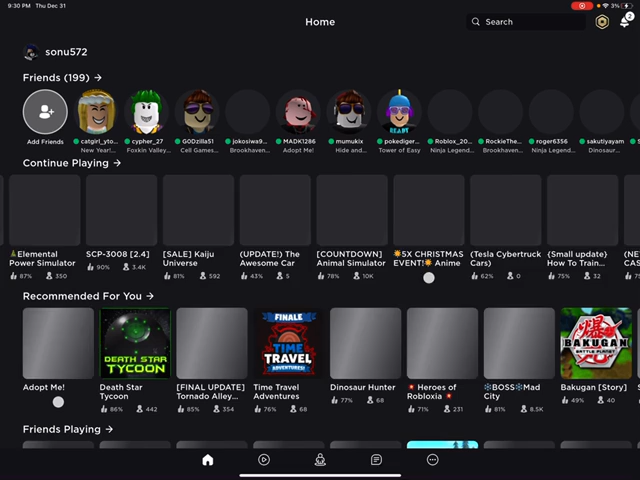 9:30 PM Thu Dec 31
3%
Home
Search
2
sonu572
Friends (199) →
READY
Add Friends
catgirl_yto... cypher_27 G0Dzilla51 jokosiwa9... MADK1286 mumukix pokediger... Roblox_20... RockieThe... roger6356 sakutiyayam
New Year!... Foxkin Valley... Cell Games... Brookhaven... Adopt Me! Hide and... Tower of Easy Ninja Legend... Brookhaven... Ninja Legend... Dinosaur...
Continue Playing →
Elemental SCP-3008 [2.4] [SALE] Kaiju (UPDATE!) The [COUNTDOWN] 5X CHRISTMAS (Tesla Cybertruck {Small update} (NE
Power Simulator Universe Awesome Car Animal Simulator EVENT! Anime Cars) How To Train... CAS
87% 350 90% 3.4K 81% 592 43% 5 78% 10K 62% 0 75% 32
Recommended For You →
DEATH STAR
TYCOON
FINALE
TIME
TRAVEL
ADVENTURES!
爆
BAKUGAN
BATTLE PLANET
Adopt Me! Death Star [FINAL UPDATE] Time Travel Dinosaur Hunter Heroes of BOSS Mad Bakugan [Story]
Tycoon Tornado Alley... Adventures Robloxia City
86% 442 85% 354 76% 68 77% 68 71% 231 81% 8.5K 49% 40
Friends Playing →